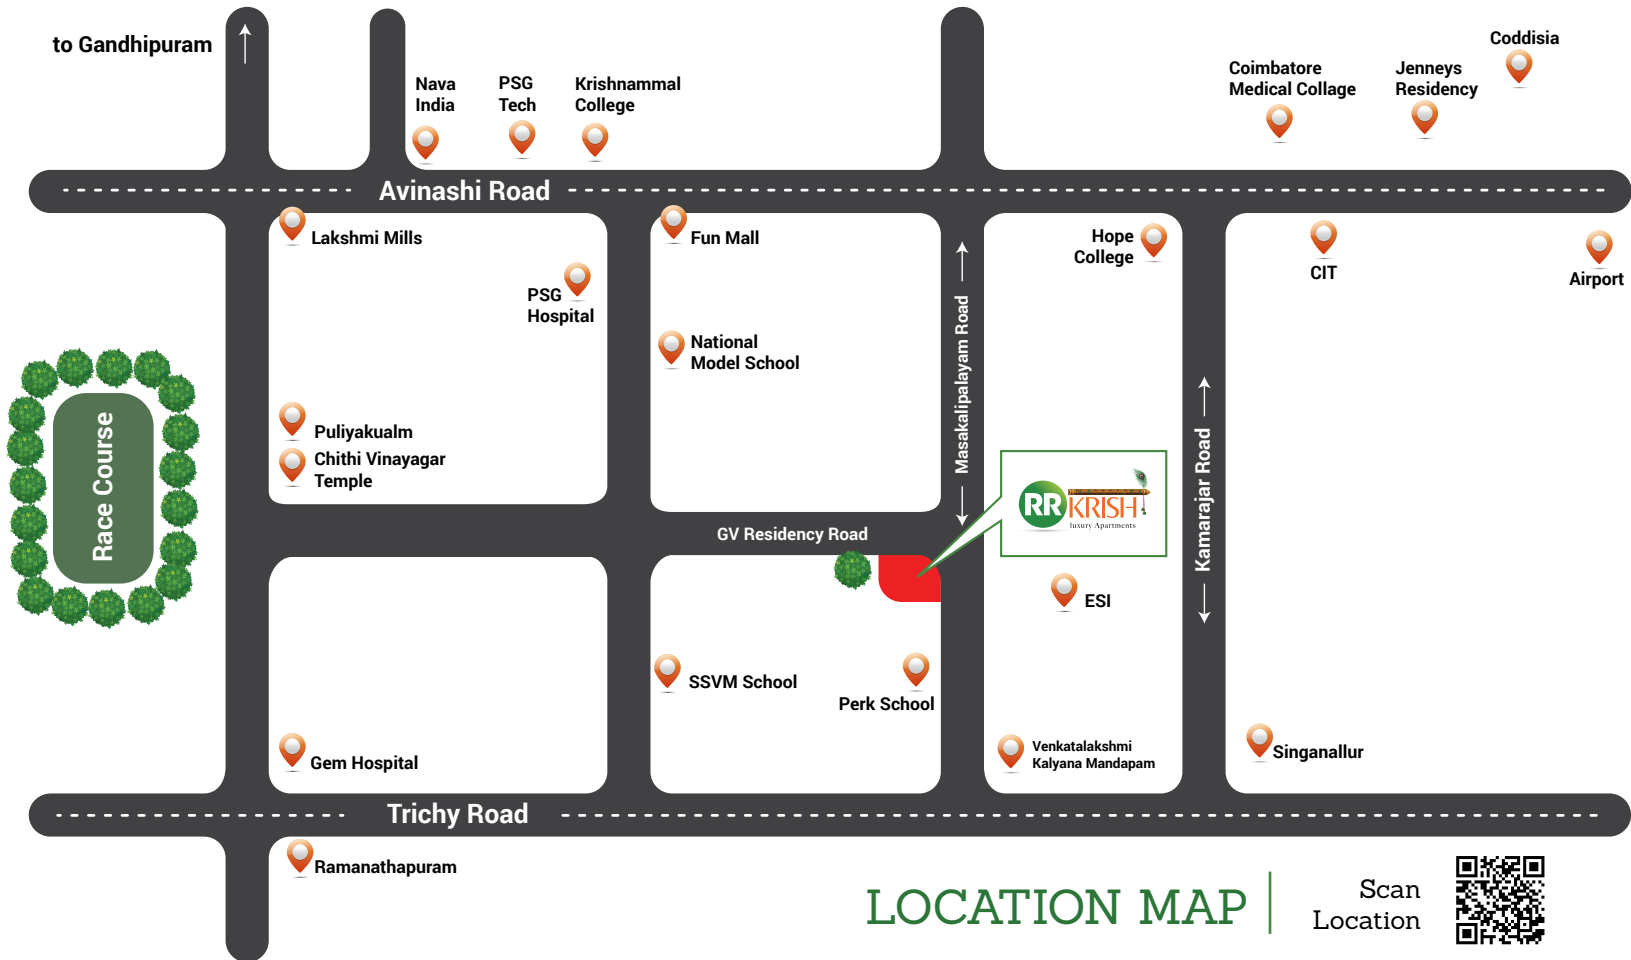 to Gandhipuram
Nava
India
PSG
Tech
Krishnammal
College
Coimbatore
Medical Collage
Jenneys
Residency
Coddisia
Avinashi Road
Lakshmi Mills
PSG
Hospital
Fun Mall
National
Model School
Hope
College
CIT
Airport
Masakalipalayam Road
Kamarajar Road
Race Course
Puliyakualm
Chithi Vinayagar
Temple
RR KRISH
luxury Apartments
GV Residency Road
ESI
SSVM School
Perk School
Gem Hospital
Venkatalakshmi
Kalyana Mandapam
Singanallur
Trichy Road
Ramanathapuram
LOCATION MAP
Scan
Location